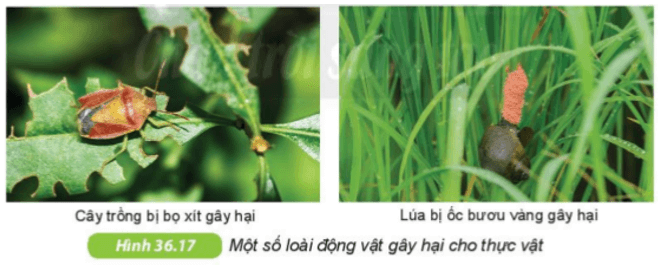 Cây trồng bị bọ xít gây hại
Lúa bị ốc bươu vàng gây hại
Hình 36.17 Một số loài động vật gây hại cho thực vật